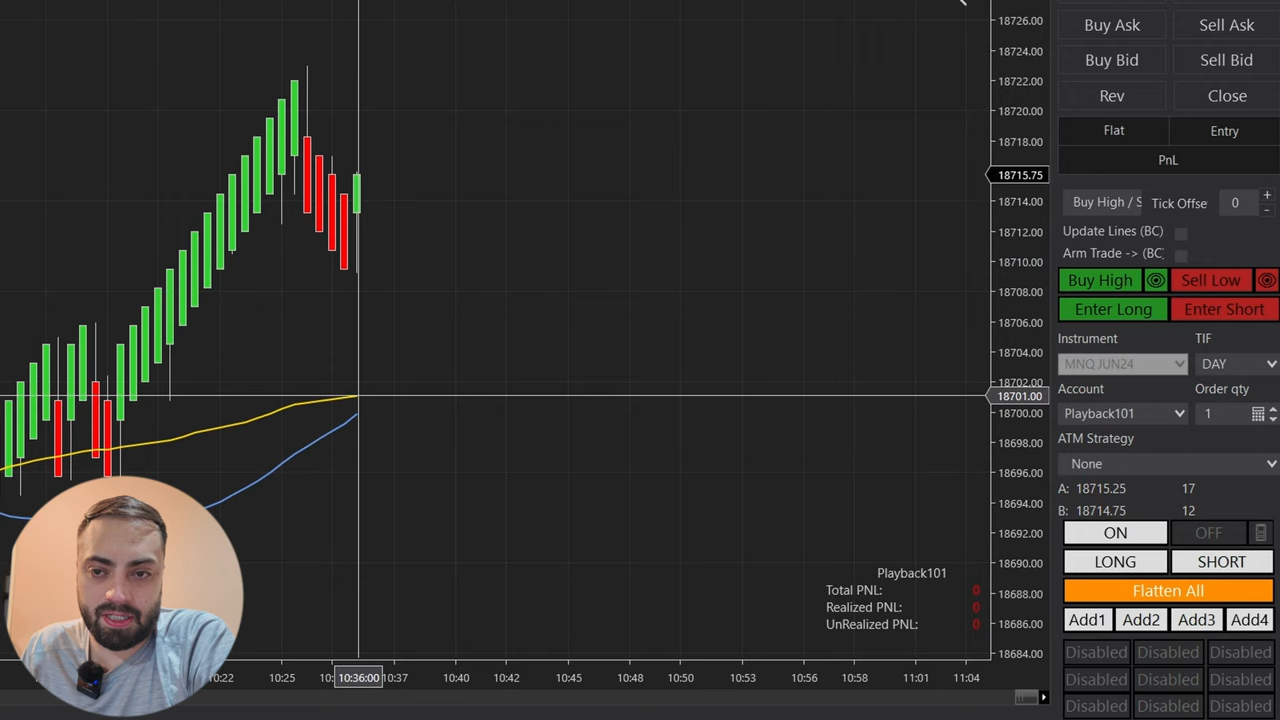 18726.00
18724.00
18722.00
18720.00
18718.00
18715.75
18714.00
18712.00
18710.00
18708.00
18706.00
18704.00
18702.00
18701.00
18700.00
18698.00
18696.00
18694.00
18692.00
18690.00
18688.00
18686.00
18684.00
Buy Ask Sell Ask
Buy Bid Sell Bid
Rev Close
Flat Entry
PnL
Buy High / S Tick Offse 0
Update Lines (BC)
Arm Trade -> (BC
Buy High Sell Low
Enter Long Enter Short
Instrument TIF
MNQ JUN24 DAY
Account Order qty
Playback101 1
ATM Strategy
None
A: 18715.25 17
B: 18714.75 12
ON OFF
LONG SHORT
Flatten All
Add1 Add2 Add3 Add4
Disabled Disabled Disabled
Disabled Disabled Disabled
Disabled Disabled Disabled
Playback101
Total PNL: 0
Realized PNL: 0
UnRealized PNL: 0
10:22 10:25 10:36:00 10:37 10:40 10:42 10:45 10:48 10:50 10:53 10:56 10:58 11:01 11:04